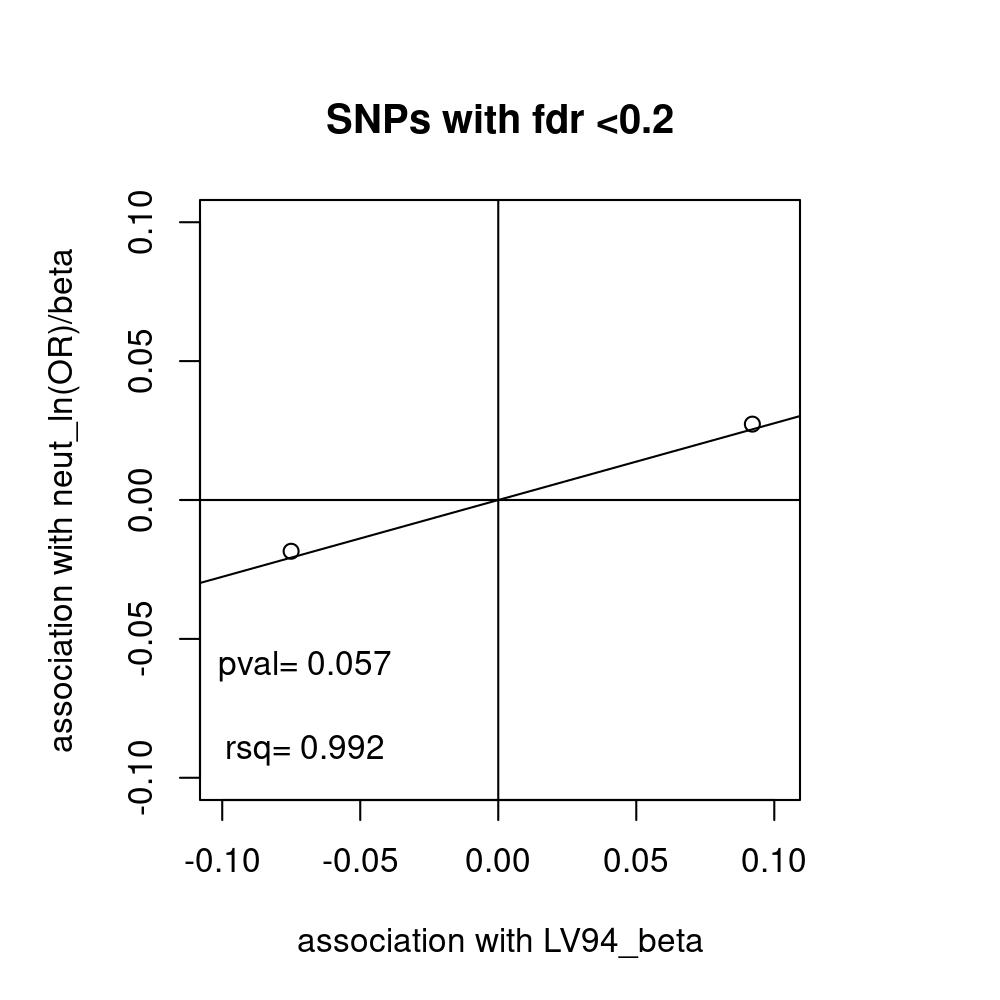 SNPs with fdr <0.2
association with neut_ln(OR)/beta
0.10
0.05
0.00
-0.05
-0.10
pval= 0.057
rsq= 0.992
-0.10 -0.05 0.00 0.05 0.10
association with LV94_beta